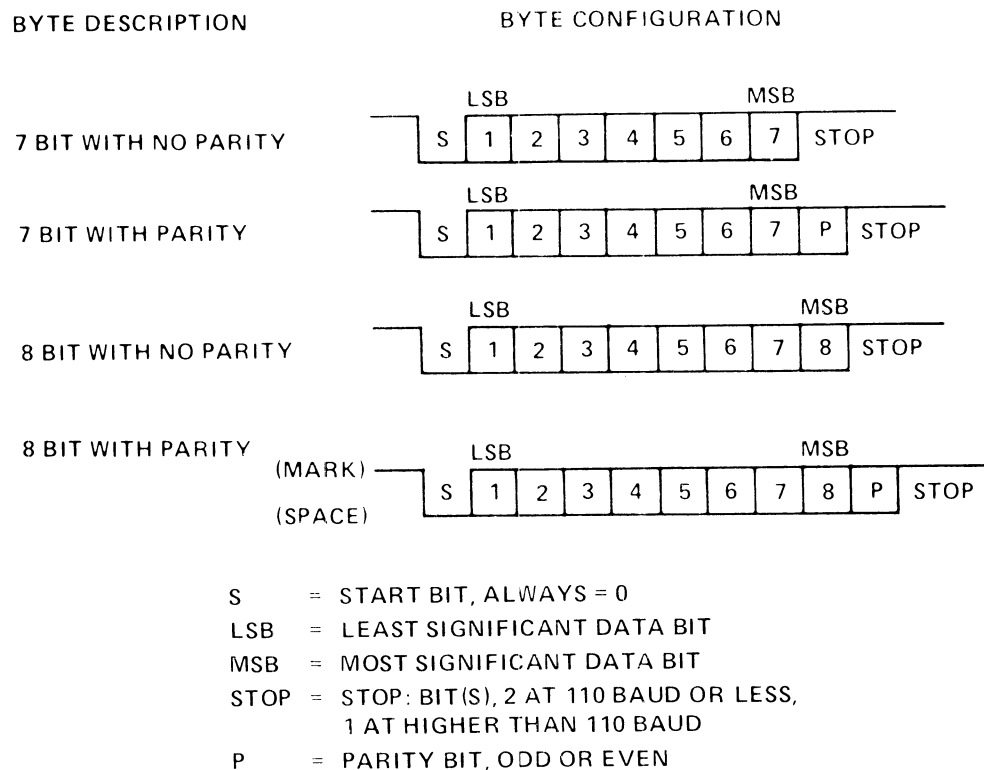 BYTE DESCRIPTION BYTE CONFIGURATION
LSB MSB
7 BIT WITH NO PARITY S 1 2 3 4 5 6 7 STOP
LSB MSB
7 BIT WITH PARITY S 1 2 3 4 5 6 7 P STOP
LSB MSB
8 BIT WITH NO PARITY S 1 2 3 4 5 6 7 8 STOP
8 BIT WITH PARITY LSB MSB
(MARK)
S 1 2 3 4 5 6 7 8 P STOP
(SPACE)
S = START BIT, ALWAYS = 0
LSB = LEAST SIGNIFICANT DATA BIT
MSB = MOST SIGNIFICANT DATA BIT
STOP = STOP: BIT(S), 2 AT 110 BAUD OR LESS,
1 AT HIGHER THAN 110 BAUD
P = PARITY BIT, ODD OR EVEN